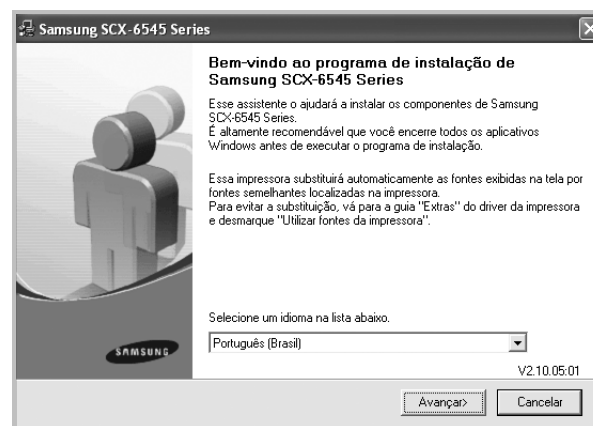 Samsung SCX-6545 Series
Bem-vindo ao programa de instalação de
Samsung SCX-6545 Series
Esse assistente o ajudará a instalar os componentes de Samsung
SCX-6545 Series.
É altamente recomendável que você encerre todos os aplicativos
Windows antes de executar o programa de instalação.
Essa impressora substituirá automaticamente as fontes exibidas na tela por
fontes semelhantes localizadas na impressora.
Para evitar a substituição, vá para a guia "Extras" do driver da impressora
e desmarque "Utilizar fontes da impressora".
Selecione um idioma na lista abaixo.
Português (Brasil)
SAMSUNG
V2.10.05:01
Avançar>
Cancelar